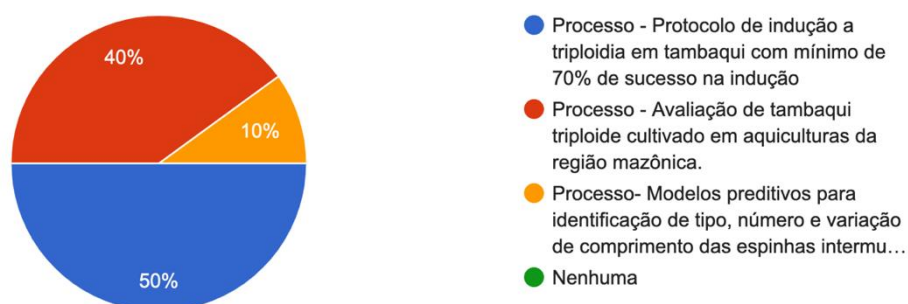 40%
10%
50%
Processo - Protocolo de indução a
triploidia em tambaqui com mínimo de
70% de sucesso na indução
Processo - Avaliação de tambaqui
triploide cultivado em aquiculturas da
região mazônica.
Processo- Modelos preditivos para
identificação de tipo, número e variação
de comprimento das espinhas intermu…
Nenhuma